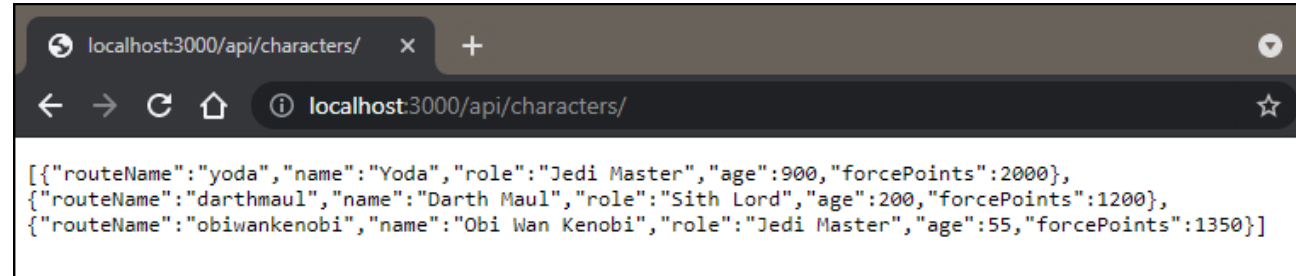 localhost:3000/api/characters/
localhost:3000/api/characters/
[{"routeName":"yoda","name":"Yoda","role":"Jedi Master","age":900,"forcePoints":2000},
{"routeName":"darthmaul","name":"Darth Maul","role":"Sith Lord","age":200,"forcePoints":1200},
{"routeName":"obiwankenobi","name":"Obi Wan Kenobi","role":"Jedi Master","age":55,"forcePoints":1350}]